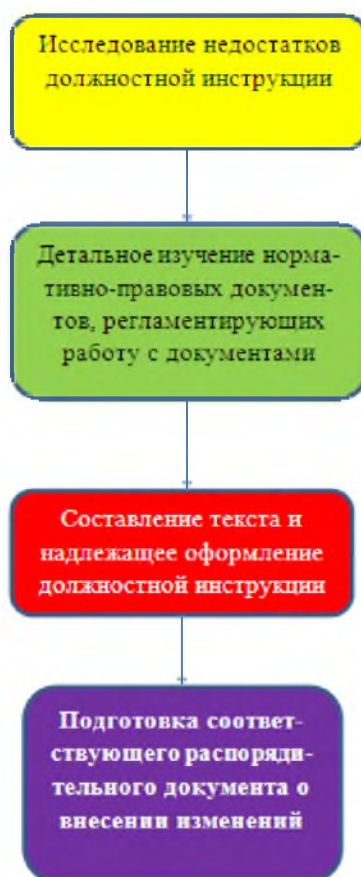 Исследование недостатков
должностной инструкции
Детальное изучение норма-
тивно-правовых докумен-
тов, регламентирующих
работу с документами
Составление текста и
надлежащее оформление
должностной инструкции
Подготовка соответ-
ствующего распоряди-
тельного документа о
внесении изменений